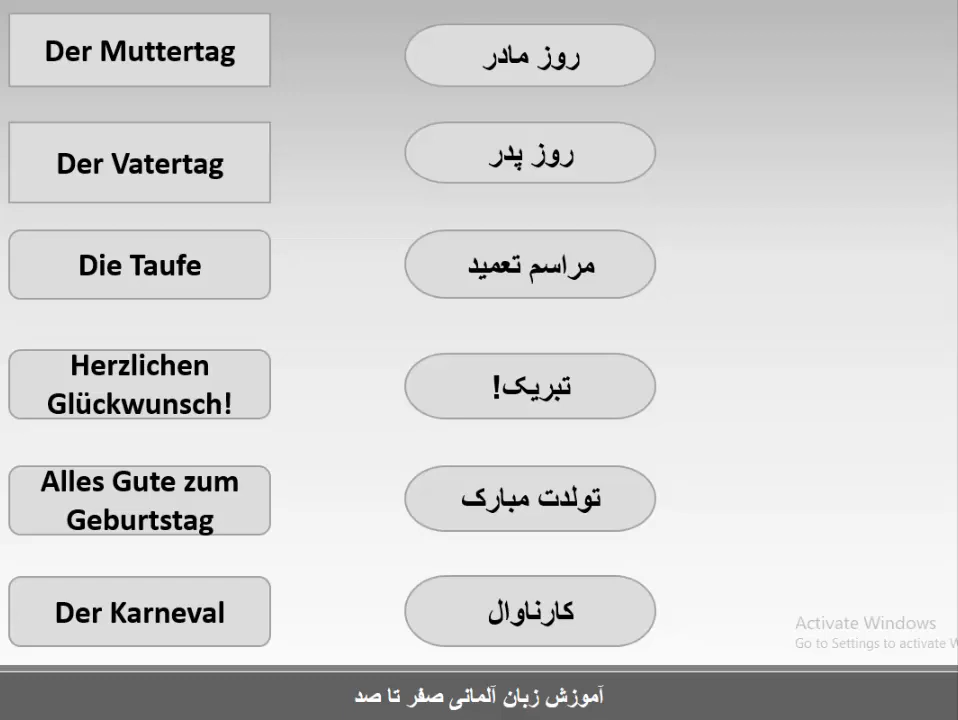 Der Muttertag
روز مادر
Der Vatertag
روز پدر
Die Taufe
مراسم تعمید
Herzlichen
Glückwunsch!
تبریک!
Alles Gute zum
Geburtstag
تولدت مبارک
Der Karneval
کارناوال
Activate Windows
Go to Settings to activate W
آموزش زبان آلمانی صفر تا صد